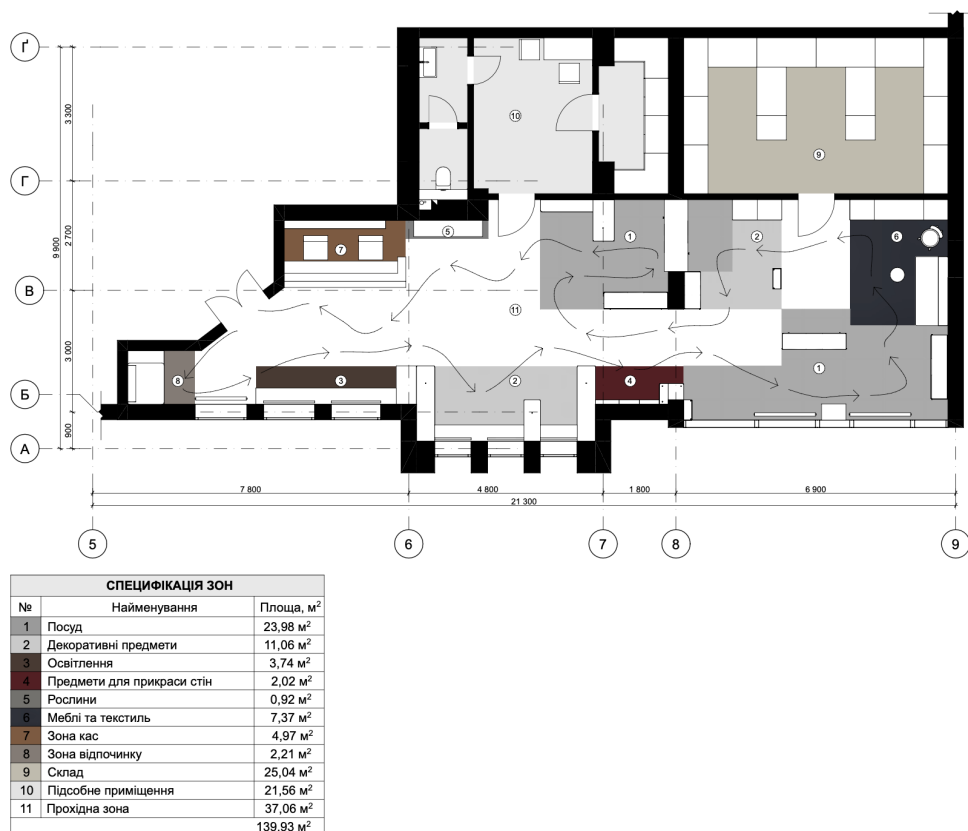 Ґ
3 300
10
9
Г
5
1
2
6
7
2 700
9 900
В
11
3 000
8
3
2
4
1
Б
900
А
7 800
4 800
1 800
6 900
21 300
5
6
7
8
9
СПЕЦИФІКАЦІЯ ЗОН
№ Найменування Площа, м²
1 Посуд 23,98 м²
2 Декоративні предмети 11,06 м²
3 Освітлення 3,74 м²
4 Предмети для прикраси стін 2,02 м²
5 Рослини 0,92 м²
6 Меблі та текстиль 7,37 м²
7 Зона кас 4,97 м²
8 Зона відпочинку 2,21 м²
9 Склад 25,04 м²
10 Підсобне приміщення 21,56 м²
11 Прохідна зона 37,06 м²
139,93 м²